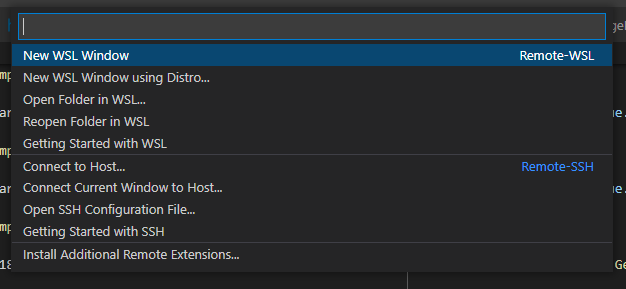 New WSL Window Remote-WSL
New WSL Window using Distro...
Open Folder in WSL...
Reopen Folder in WSL
Getting Started with WSL
Connect to Host... Remote-SSH
Connect Current Window to Host...
Open SSH Configuration File...
Getting Started with SSH
Install Additional Remote Extensions...